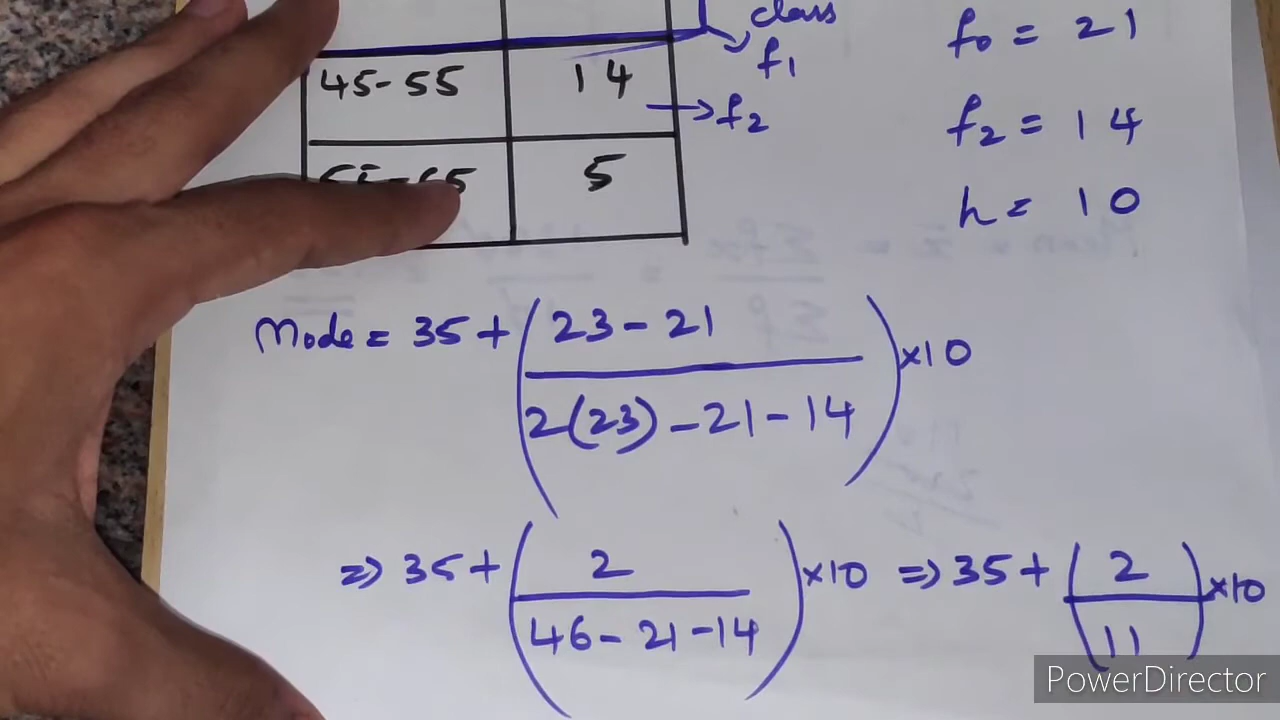 class
f₁
f₀ = 21
45-55 14
f₂
f₂ = 14
5
h = 10
Mode = 35 + (23 - 21 / 2(23) - 21 - 14) × 10
⇒ 35 + (2 / 46 - 21 - 14) × 10 ⇒ 35 + (2 / 11) × 10
PowerDirector